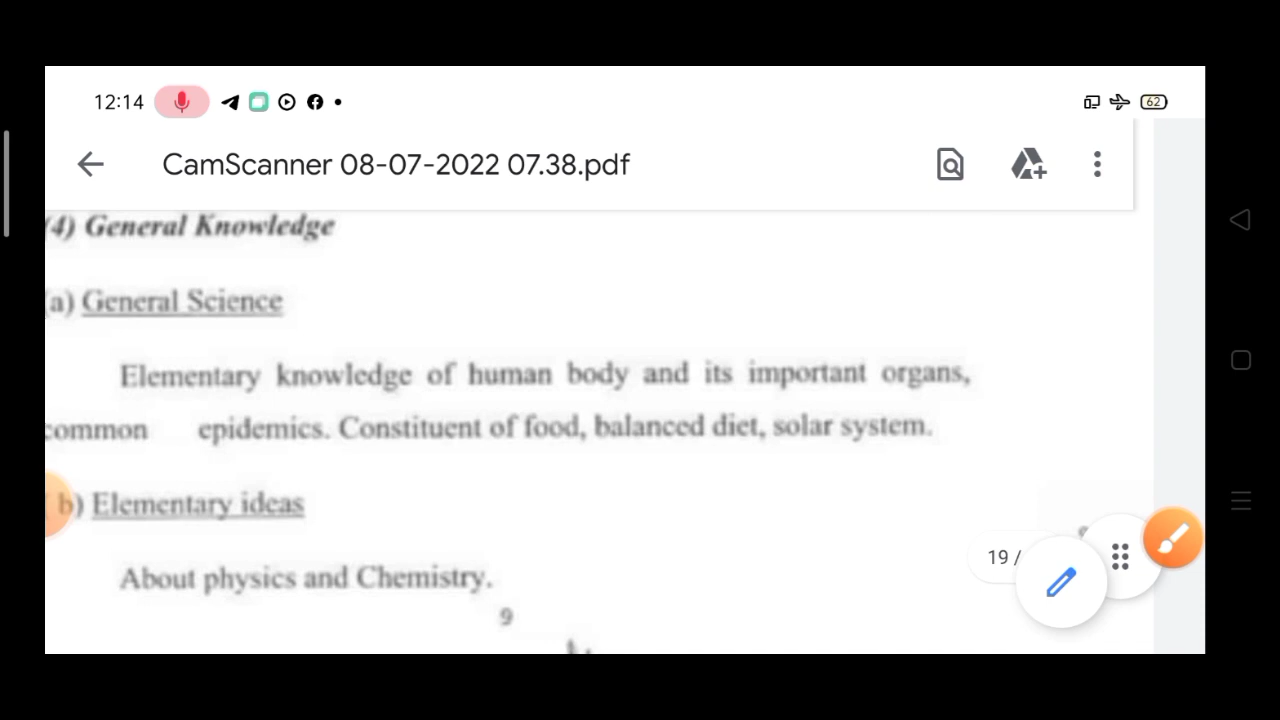 12:14
62
CamScanner 08-07-2022 07.38.pdf
(4) General Knowledge
(a) General Science
Elementary knowledge of human body and its important organs,
common epidemics. Constituent of food, balanced diet, solar system.
( b) Elementary ideas
About physics and Chemistry.
19 /
9